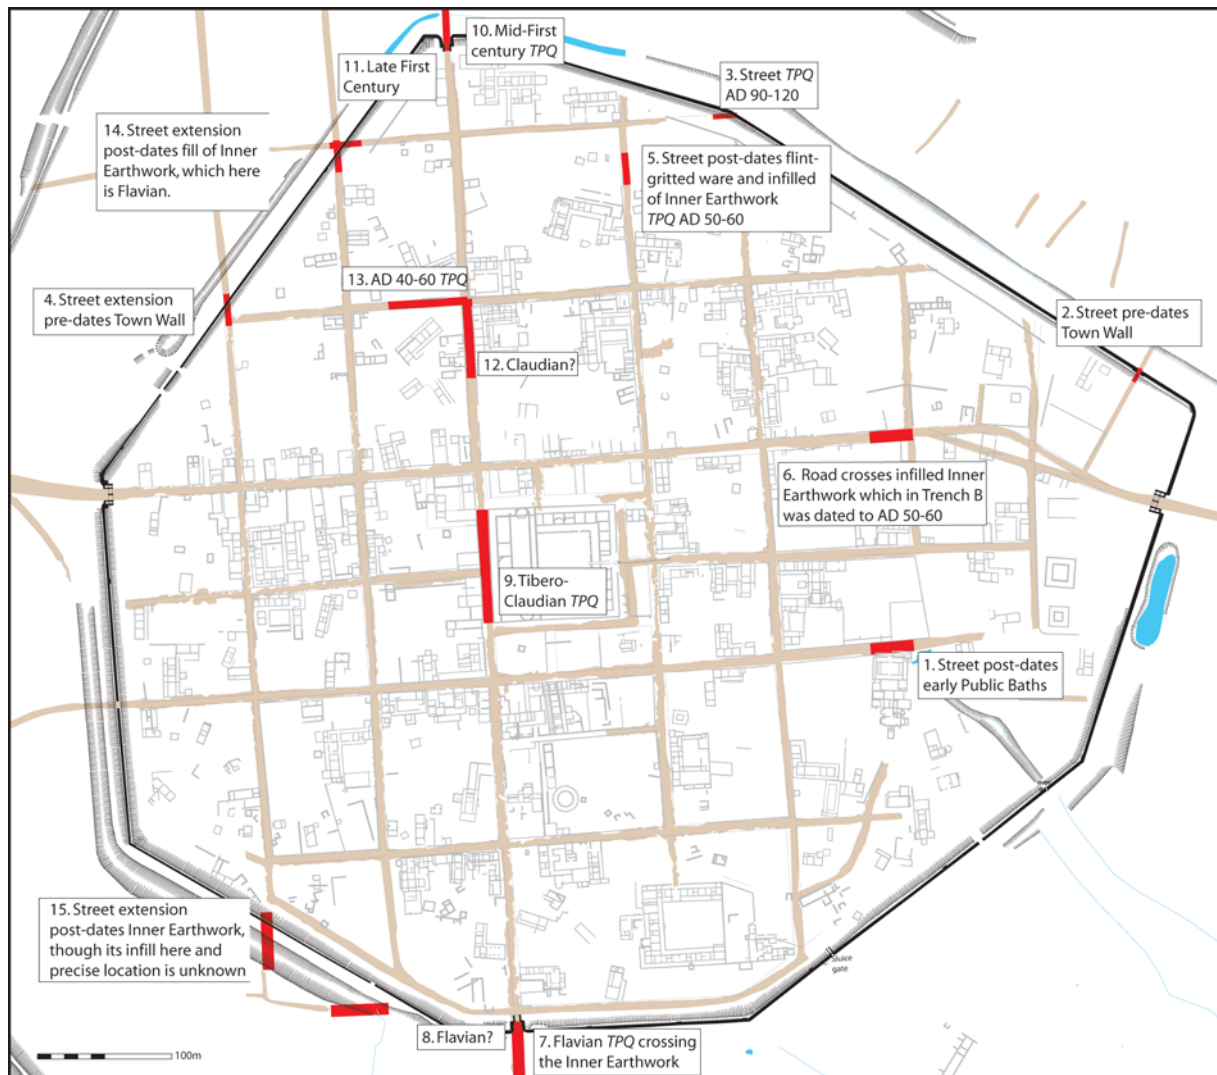 10. Mid-First
century TPQ
11. Late First
Century
3. Street TPQ
AD 90-120
14. Street extension
post-dates fill of Inner
Earthwork, which here
is Flavian.
5. Street post-dates flint-
gritted ware and infilled
of Inner Earthwork
TPQ AD 50-60
13. AD 40-60 TPQ
4. Street extension
pre-dates Town Wall
2. Street pre-dates
Town Wall
12. Claudian?
6. Road crosses infilled Inner
Earthwork which in Trench B
was dated to AD 50-60
9. Tibero-
Claudian TPQ
1. Street post-dates
early Public Baths
15. Street extension
post-dates Inner Earthwork,
though its infill here and
precise location is unknown
Sluice
gate
8. Flavian?
7. Flavian TPQ crossing
the Inner Earthwork
100m